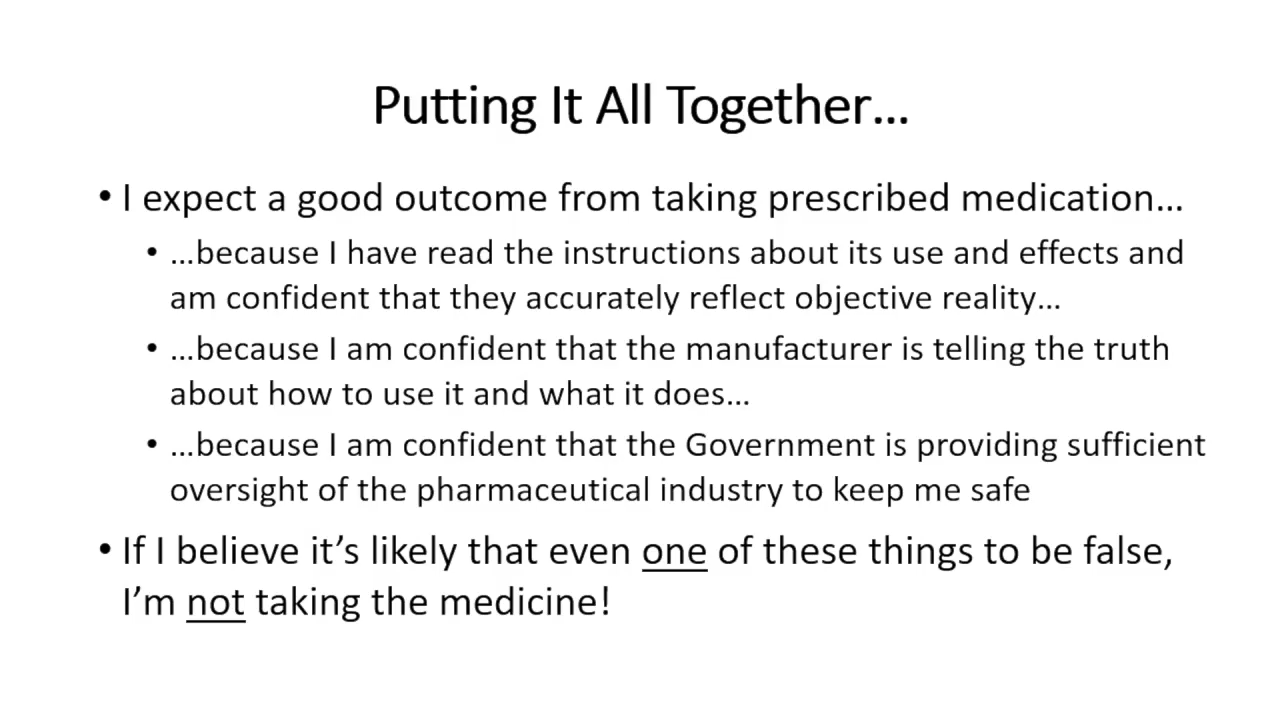 Putting It All Together…
• I expect a good outcome from taking prescribed medication…
• …because I have read the instructions about its use and effects and
am confident that they accurately reflect objective reality…
• …because I am confident that the manufacturer is telling the truth
about how to use it and what it does…
• …because I am confident that the Government is providing sufficient
oversight of the pharmaceutical industry to keep me safe
• If I believe it’s likely that even one of these things to be false,
I’m not taking the medicine!